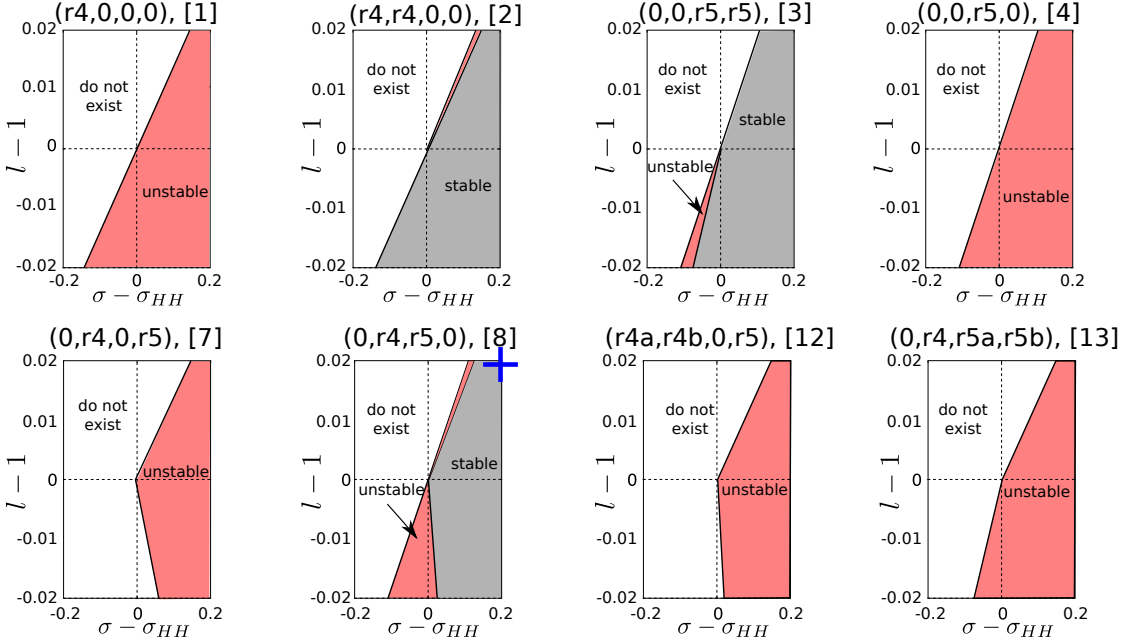 (r4,0,0,0), [1]
0.02
0.01
0
-0.01
-0.02
l − 1
do not
exist
unstable
-0.2
0
0.2
σ − σHH
(r4,r4,0,0), [2]
0.02
0.01
0
-0.01
-0.02
l − 1
do not
exist
stable
-0.2
0
0.2
σ − σHH
(0,0,r5,r5), [3]
0.02
0.01
0
-0.01
-0.02
l − 1
do not
exist
stable
unstable
-0.2
0
0.2
σ − σHH
(0,0,r5,0), [4]
0.02
0.01
0
-0.01
-0.02
l − 1
do not
exist
unstable
-0.2
0
0.2
σ − σHH
(0,r4,0,r5), [7]
0.02
0.01
0
-0.01
-0.02
l − 1
do not
exist
unstable
-0.2
0
0.2
σ − σHH
(0,r4,r5,0), [8]
0.02
0.01
0
-0.01
-0.02
l − 1
do not
exist
stable
unstable
-0.2
0
0.2
σ − σHH
(r4a,r4b,0,r5), [12]
0.02
0.01
0
-0.01
-0.02
l − 1
do not
exist
unstable
-0.2
0
0.2
σ − σHH
(0,r4,r5a,r5b), [13]
0.02
0.01
0
-0.01
-0.02
l − 1
do not
exist
unstable
-0.2
0
0.2
σ − σHH